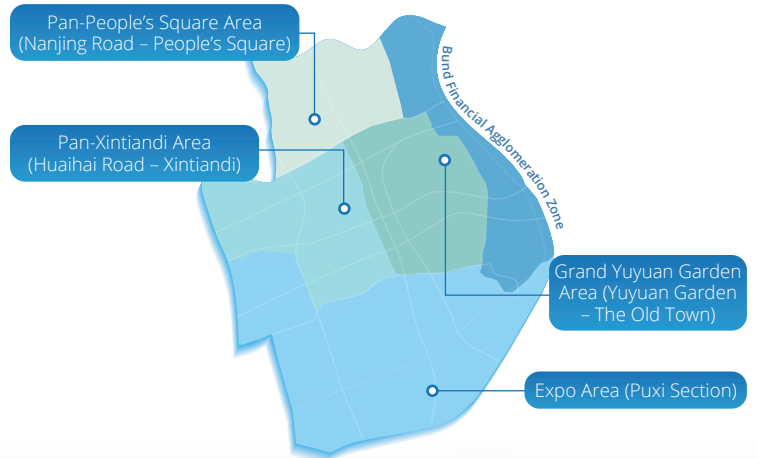 Pan-People’s Square Area
(Nanjing Road – People’s Square)
Bund Financial Agglomeration Zone
Pan-Xintiandi Area
(Huaihai Road – Xintiandi)
Grand Yuyuan Garden
Area (Yuyuan Garden
– The Old Town)
Expo Area (Puxi Section)